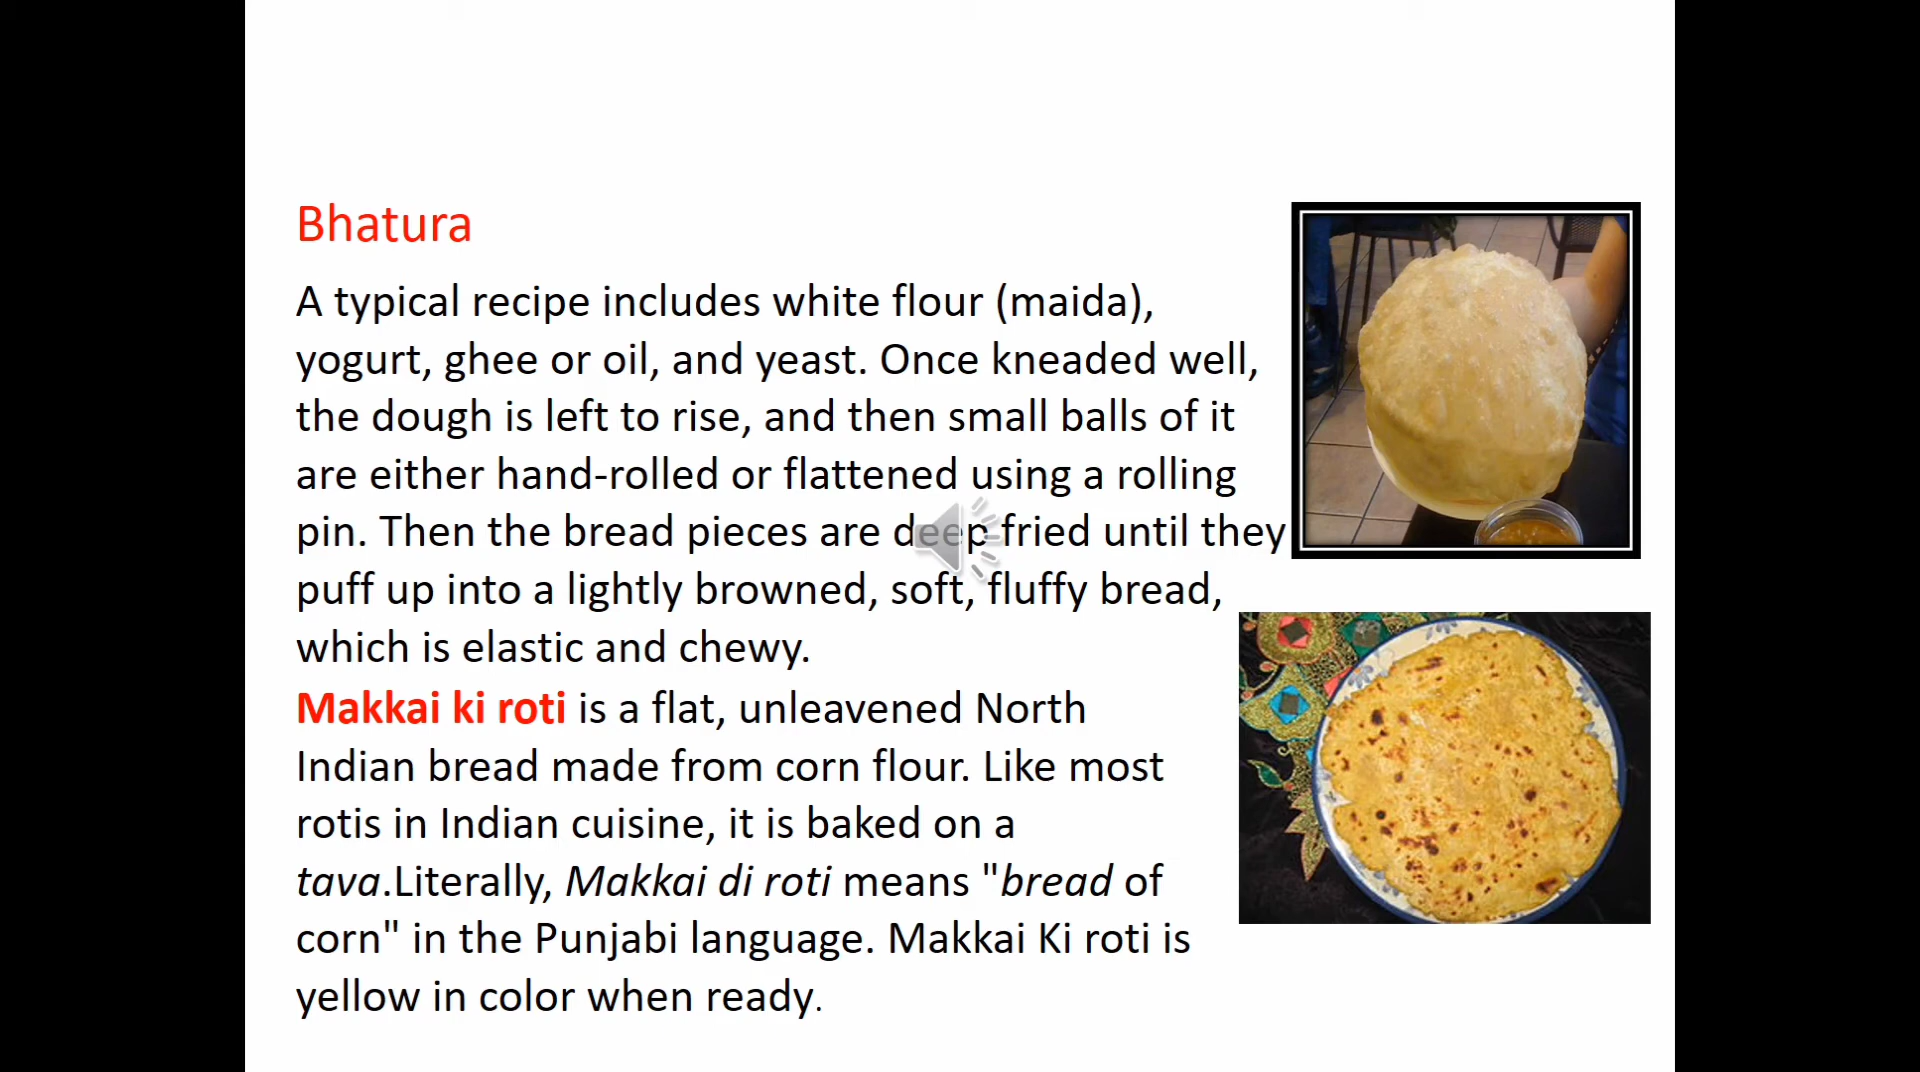 Bhatura
A typical recipe includes white flour (maida),
yogurt, ghee or oil, and yeast. Once kneaded well,
the dough is left to rise, and then small balls of it
are either hand-rolled or flattened using a rolling
pin. Then the bread pieces are deep fried until they
puff up into a lightly browned, soft, fluffy bread,
which is elastic and chewy.
Makkai ki roti is a flat, unleavened North
Indian bread made from corn flour. Like most
rotis in Indian cuisine, it is baked on a
tava.Literally, Makkai di roti means "bread of
corn" in the Punjabi language. Makkai Ki roti is
yellow in color when ready.